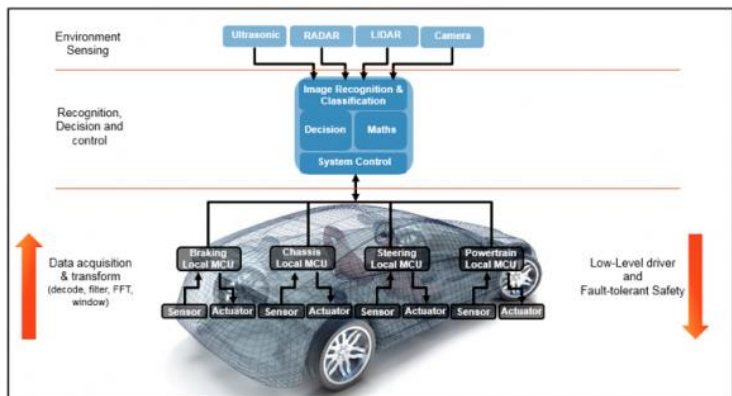 Environment
Sensing
Ultrasonic
RADAR
LIDAR
Camera
Recognition,
Decision and
control
Image Recognition &
Classification
Decision
Maths
System Control
Data acquisition
& transform
(decode, filter, FFT,
window)
Braking
Local MCU
Chassis
Local MCU
Steering
Local MCU
Powertrain
Local MCU
Sensor
Actuator
Sensor
Actuator
Sensor
Actuator
Sensor
Actuator
Low-Level driver
and
Fault-tolerant Safety